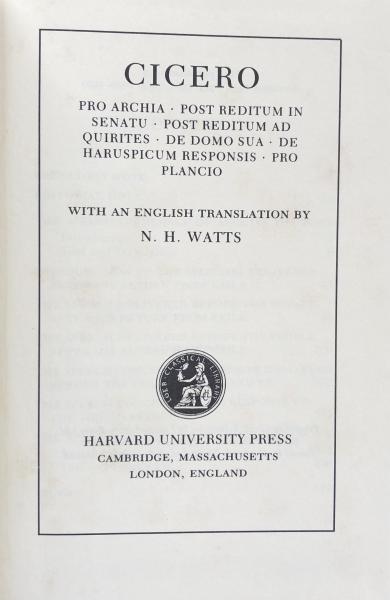 CICERO
PRO ARCHIA · POST REDITUM IN
SENATU · POST REDITUM AD
QUIRITES · DE DOMO SUA · DE
HARUSPICUM RESPONSIS · PRO
PLANCIO
WITH AN ENGLISH TRANSLATION BY
N. H. WATTS
LOEB CLASSICAL LIBRARY
HARVARD UNIVERSITY PRESS
CAMBRIDGE, MASSACHUSETTS
LONDON, ENGLAND